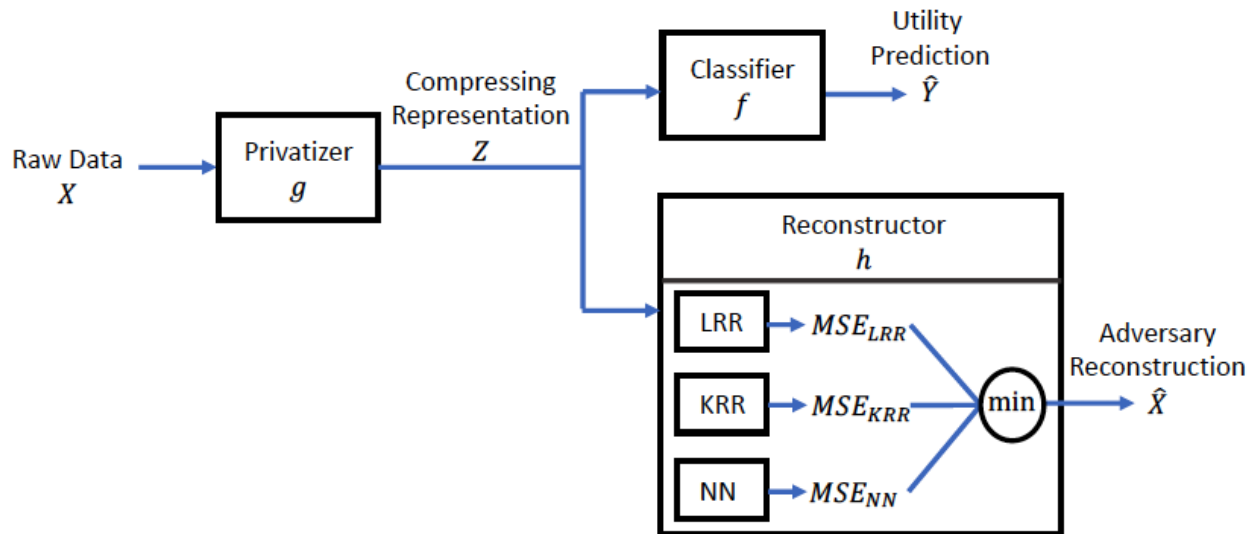 Raw Data
X
Privatizer
g
Compressing
Representation
Z
Classifier
f
Utility
Prediction
Ŷ
Reconstructor
h
LRR
MSE_LRR
KRR
MSE_KRR
NN
MSE_NN
min
Adversary
Reconstruction
X̂